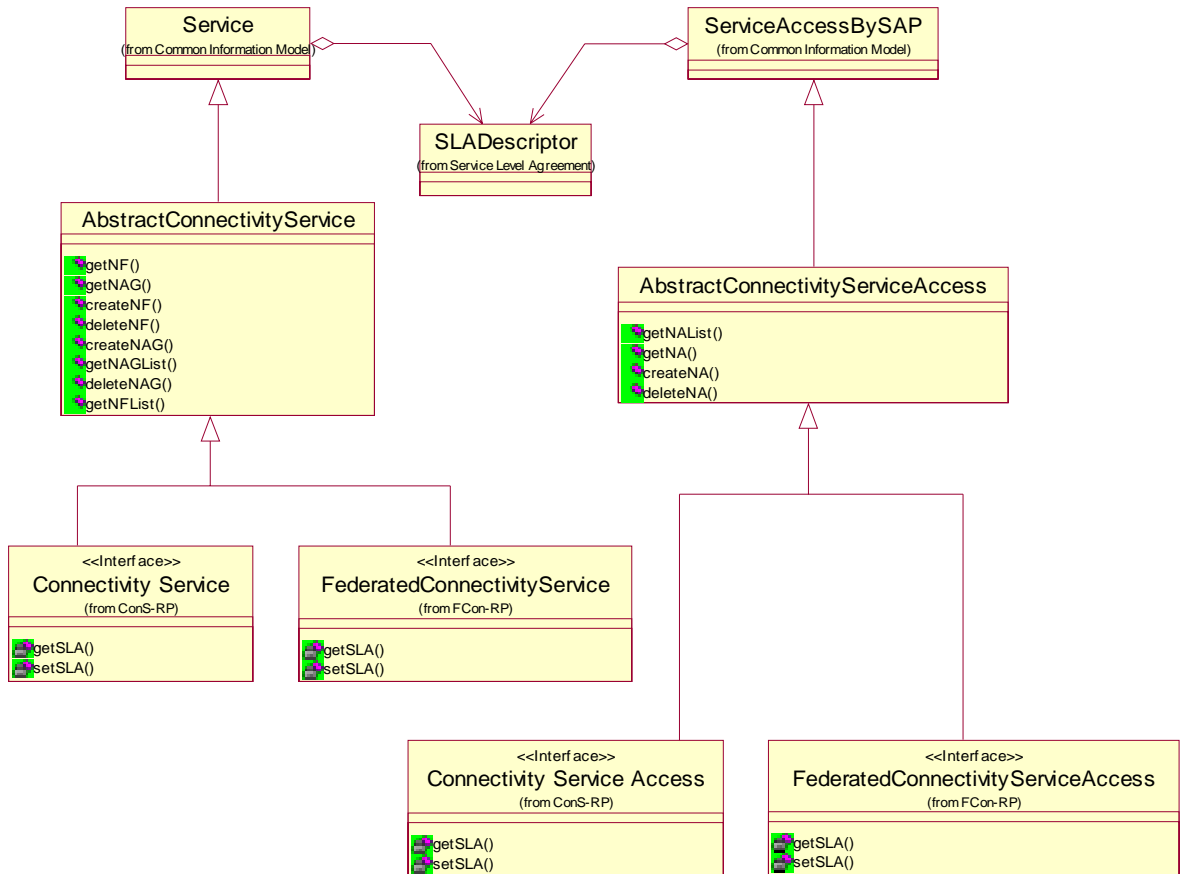 Service
(from Common Information Model)
ServiceAccessBySAP
(from Common Information Model)
SLADescriptor
(from Service Level Agreement)
AbstractConnectivityService
getNF()
getNAG()
createNF()
deleteNF()
createNAG()
getNAGList()
deleteNAG()
getNFList()
AbstractConnectivityServiceAccess
getNAList()
getNA()
createNA()
deleteNA()
<<Interface>>
Connectivity Service
(from ConS-RP)
getSLA()
setSLA()
<<Interface>>
FederatedConnectivityService
(from FCon-RP)
getSLA()
setSLA()
<<Interface>>
Connectivity Service Access
(from ConS-RP)
getSLA()
setSLA()
<<Interface>>
FederatedConnectivityServiceAccess
(from FCon-RP)
getSLA()
setSLA()